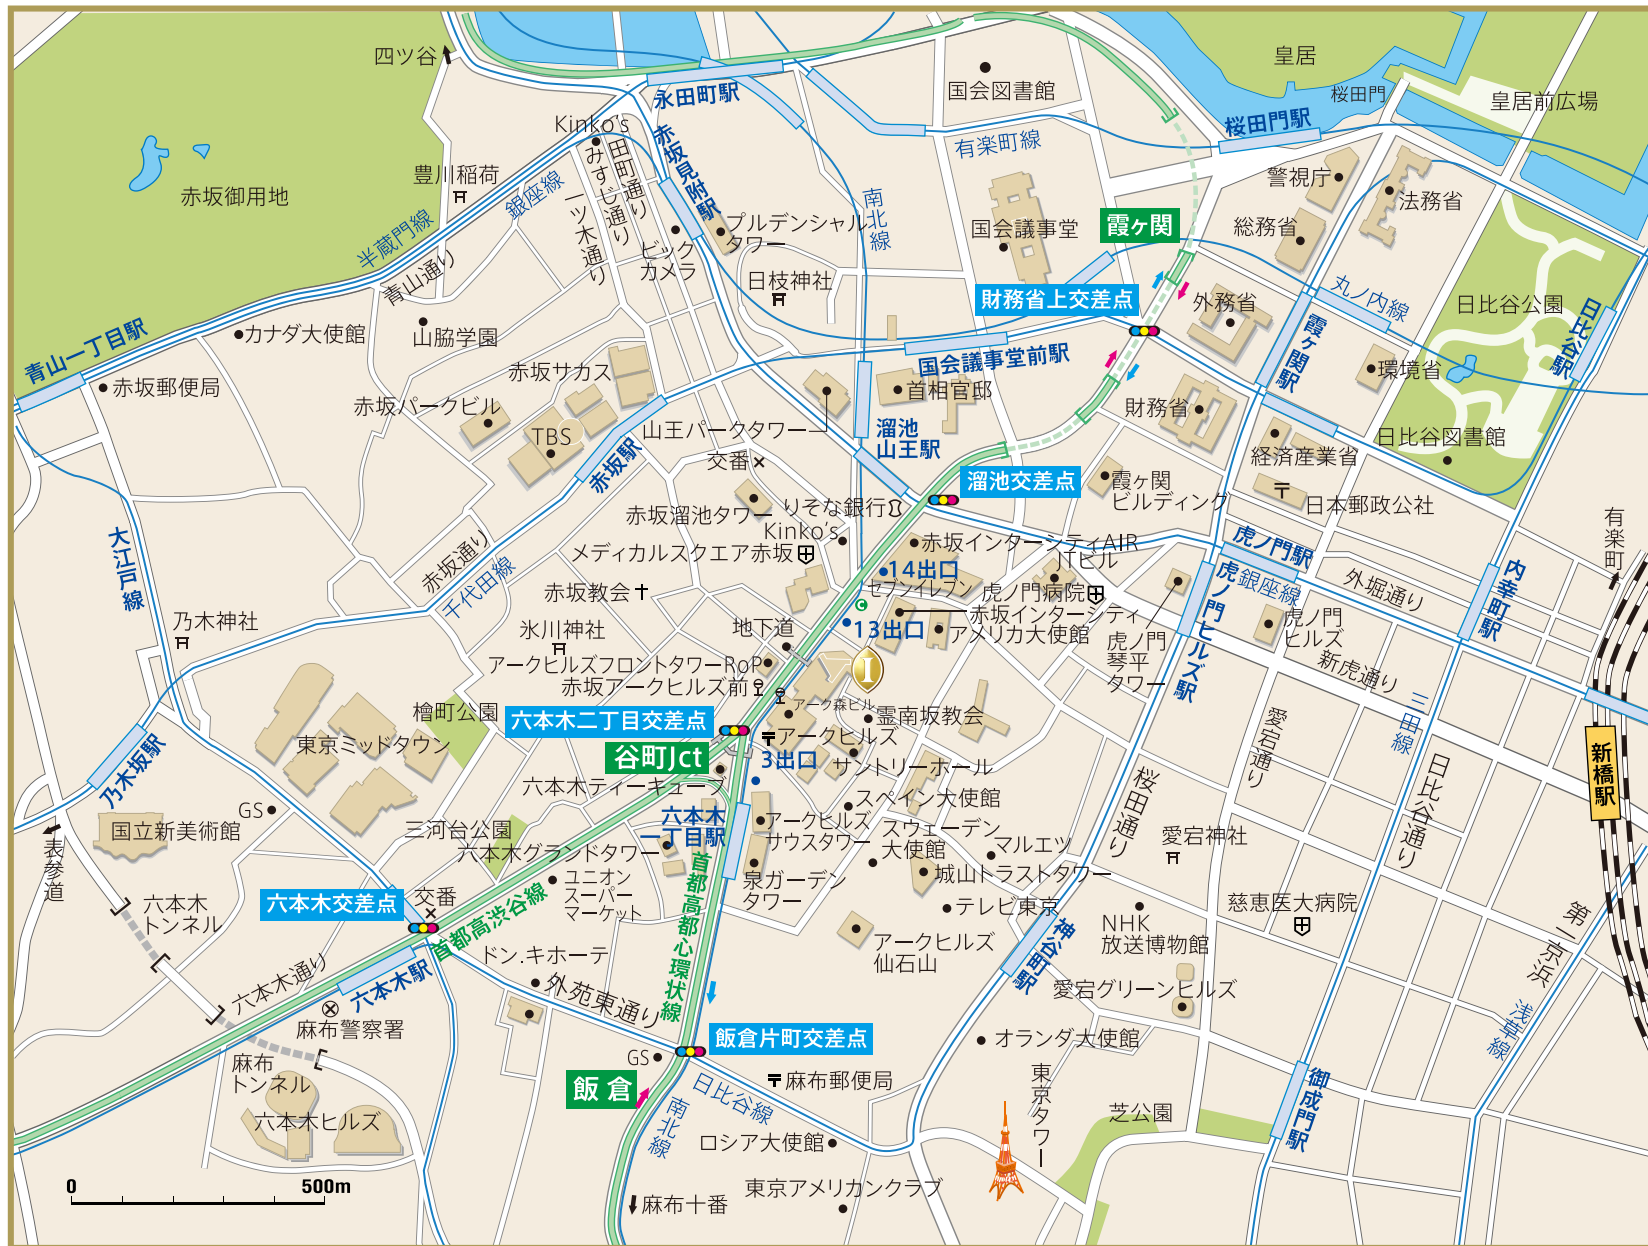 四ツ谷
永田町駅
国会図書館
皇居
桜田門
皇居前広場
桜田門駅
Kinko's
赤坂見附駅
田町通り
みすじ通り
一ツ木通り
有楽町線
豊川稲荷
銀座線
赤坂御用地
半蔵門線
青山通り
ビック
カメラ
プルデンシャル
タワー
南北線
国会議事堂
霞ヶ関
警視庁
総務省
法務省
日枝神社
財務省上交差点
外務省
丸ノ内線
日比谷公園
日比谷駅
カナダ大使館
山脇学園
青山一丁目駅
赤坂郵便局
赤坂サカス
国会議事堂前駅
霞ヶ関駅
環境省
赤坂パークビル
TBS
首相官邸
財務省
山王パークタワー
溜池
山王駅
日比谷図書館
経済産業省
赤坂駅
交番
溜池交差点
霞ヶ関
ビルディング
日本郵政公社
赤坂溜池タワー
りそな銀行
Kinko's
有楽町
大江戸線
赤坂通り
千代田線
メディカルスクエア赤坂
赤坂インターシティAIR
JTビル
虎ノ門駅
銀座線
外堀通り
内幸町駅
14出口
セブンイレブン
虎ノ門病院
赤坂インターシティ
アメリカ大使館
虎ノ門ヒルズ駅
虎ノ門
ヒルズ
赤坂教会
乃木神社
氷川神社
地下道
13出口
虎ノ門
琴平
タワー
新虎通り
アークヒルズフロントタワーRoP
赤坂アークヒルズ前
I
檜町公園
アーク森ビル
霊南坂教会
三田線
六本木二丁目交差点
谷町Jct
アークヒルズ
3出口
サントリーホール
愛宕通り
日比谷通り
新橋駅
東京ミッドタウン
乃木坂駅
六本木ティーキューブ
桜田通り
GS
国立新美術館
三河台公園
六本木
一丁目駅
スペイン大使館
アークヒルズ
サウスタワー
スウェーデン
大使館
マルエツ
愛宕神社
表参道
六本木グランドタワー
首都高都心環状線
泉ガーデン
タワー
城山トラストタワー
ユニオン
スーパー
マーケット
六本木交差点
交番
六本木
トンネル
首都高渋谷線
テレビ東京
NHK
放送博物館
慈恵医大病院
第一京浜
アークヒルズ
仙石山
神谷町駅
ドン.キホーテ
外苑東通り
六本木通り
六本木駅
愛宕グリーンヒルズ
浅草線
麻布警察署
飯倉片町交差点
オランダ大使館
麻布
トンネル
GS
飯倉
日比谷線
麻布郵便局
東京タワー
御成門駅
六本木ヒルズ
南北線
芝公園
ロシア大使館
0
500m
東京アメリカンクラブ
麻布十番